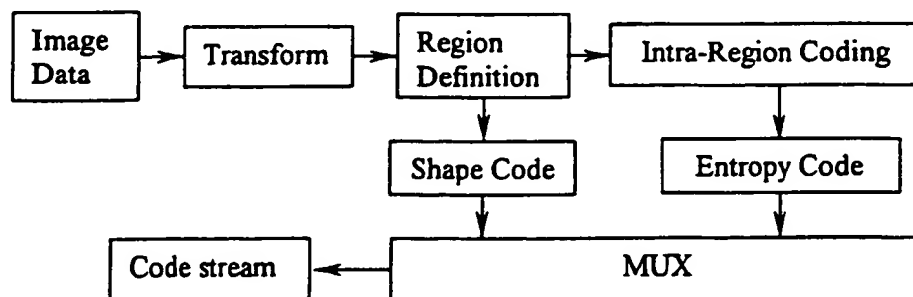 Image
Data
Transform
Region
Definition
Intra-Region Coding
Shape Code
Entropy Code
Code stream
MUX